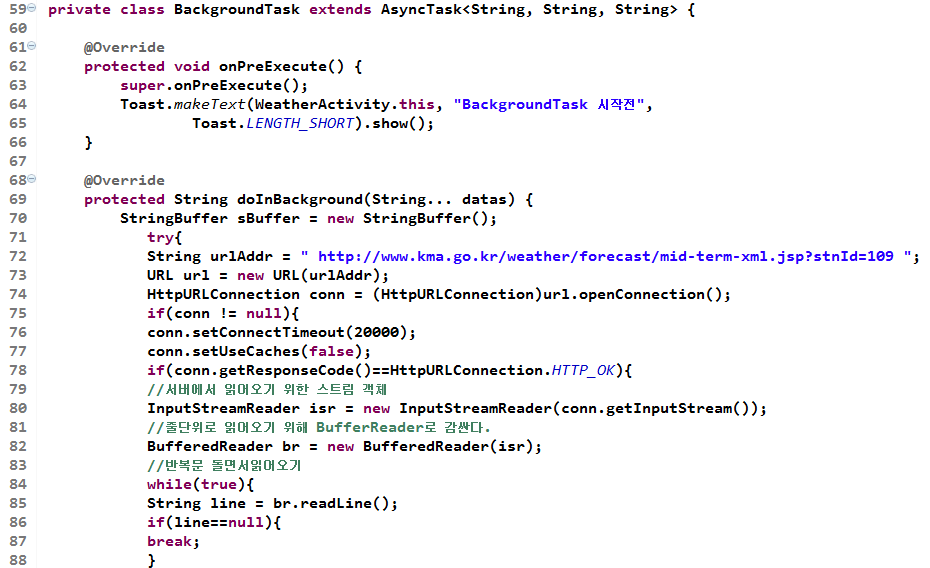 59 private class BackgroundTask extends AsyncTask<String, String, String> {
60
61 @Override
62 protected void onPreExecute() {
63 super.onPreExecute();
64 Toast.makeText(WeatherActivity.this, "BackgroundTask 시작전",
65 Toast.LENGTH_SHORT).show();
66 }
67
68 @Override
69 protected String doInBackground(String... datas) {
70 StringBuffer sBuffer = new StringBuffer();
71 try{
72 String urlAddr = " http://www.kma.go.kr/weather/forecast/mid-term-xml.jsp?stnId=109 ";
73 URL url = new URL(urlAddr);
74 HttpURLConnection conn = (HttpURLConnection)url.openConnection();
75 if(conn != null){
76 conn.setConnectTimeout(20000);
77 conn.setUseCaches(false);
78 if(conn.getResponseCode()==HttpURLConnection.HTTP_OK){
79 //서버에서 읽어오기 위한 스트림 객체
80 InputStreamReader isr = new InputStreamReader(conn.getInputStream());
81 //줄단위로 읽어오기 위해 BufferReader로 감싼다.
82 BufferedReader br = new BufferedReader(isr);
83 //반복문 돌면서읽어오기
84 while(true){
85 String line = br.readLine();
86 if(line==null){
87 break;
88 }